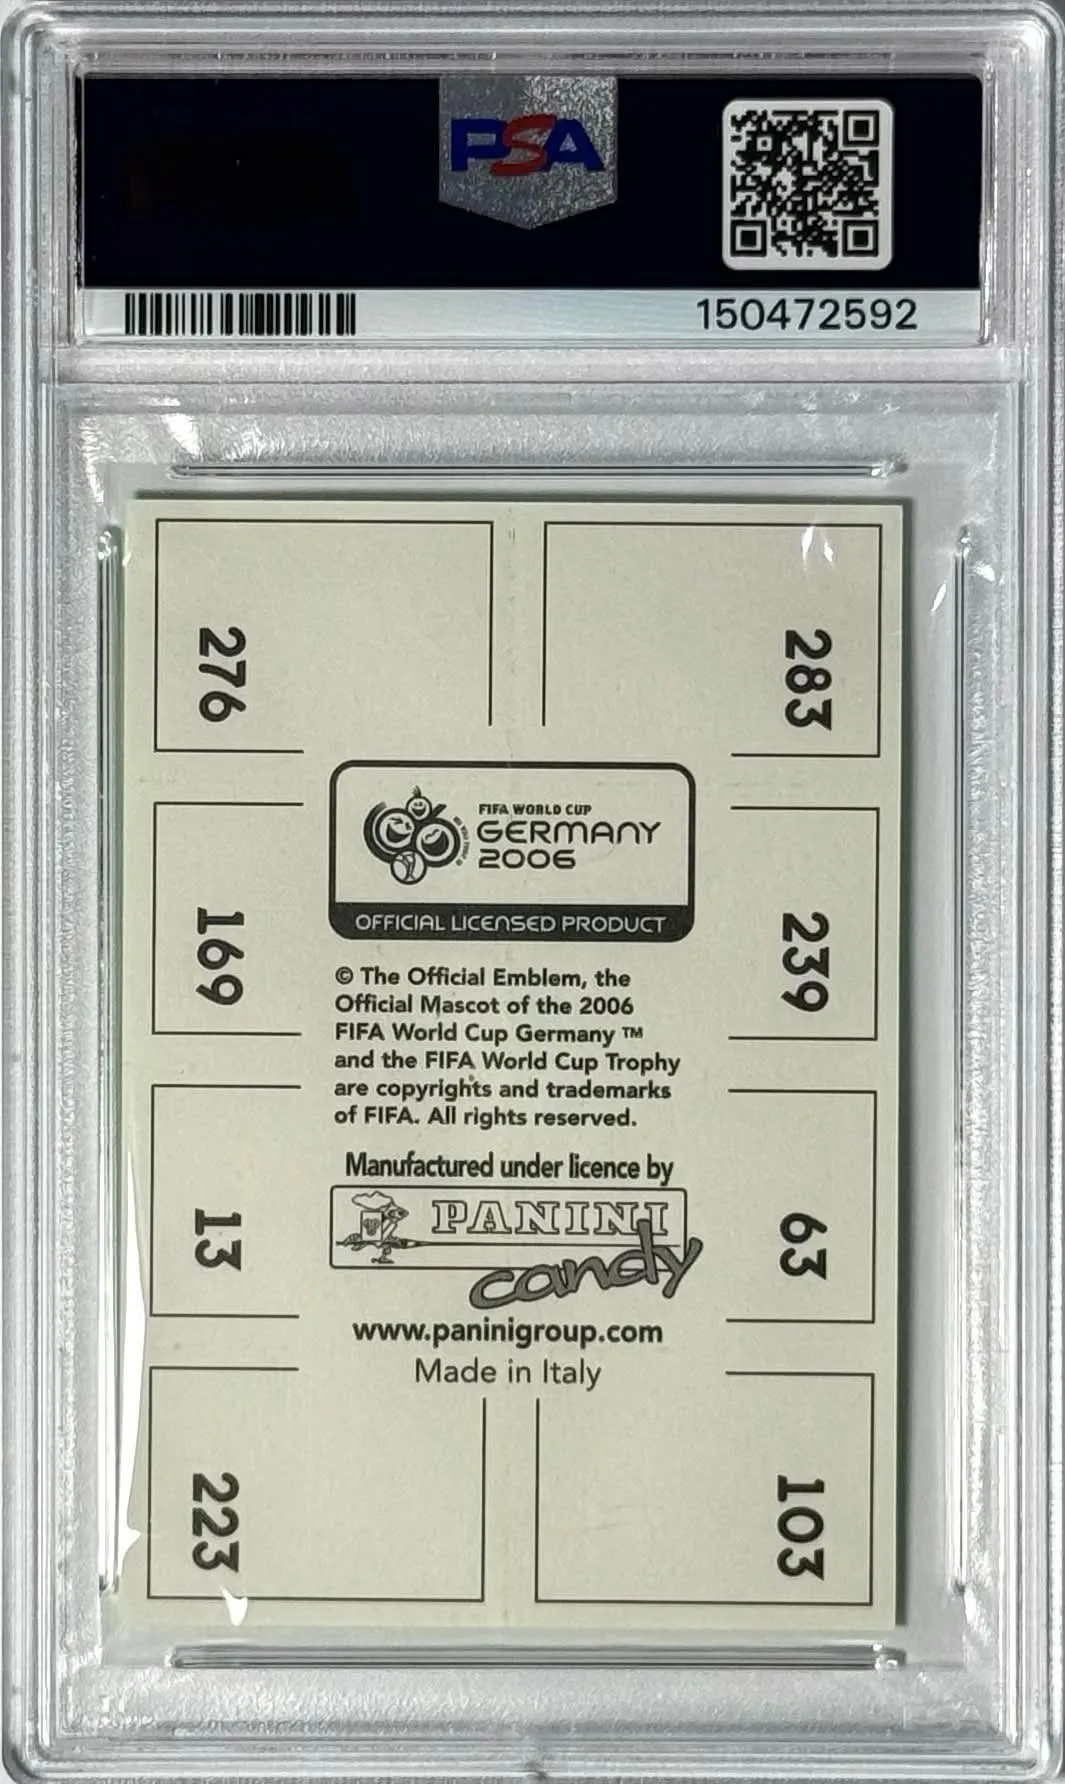 PSA
150472592
276
283
FIFA WORLD CUP
GERMANY
2006
OFFICIAL LICENSED PRODUCT
169
239
© The Official Emblem, the
Official Mascot of the 2006
FIFA World Cup Germany ™
and the FIFA World Cup Trophy
are copyrights and trademarks
of FIFA. All rights reserved.
Manufactured under licence by
13
63
PANINI
candy
www.paninigroup.com
Made in Italy
223
103